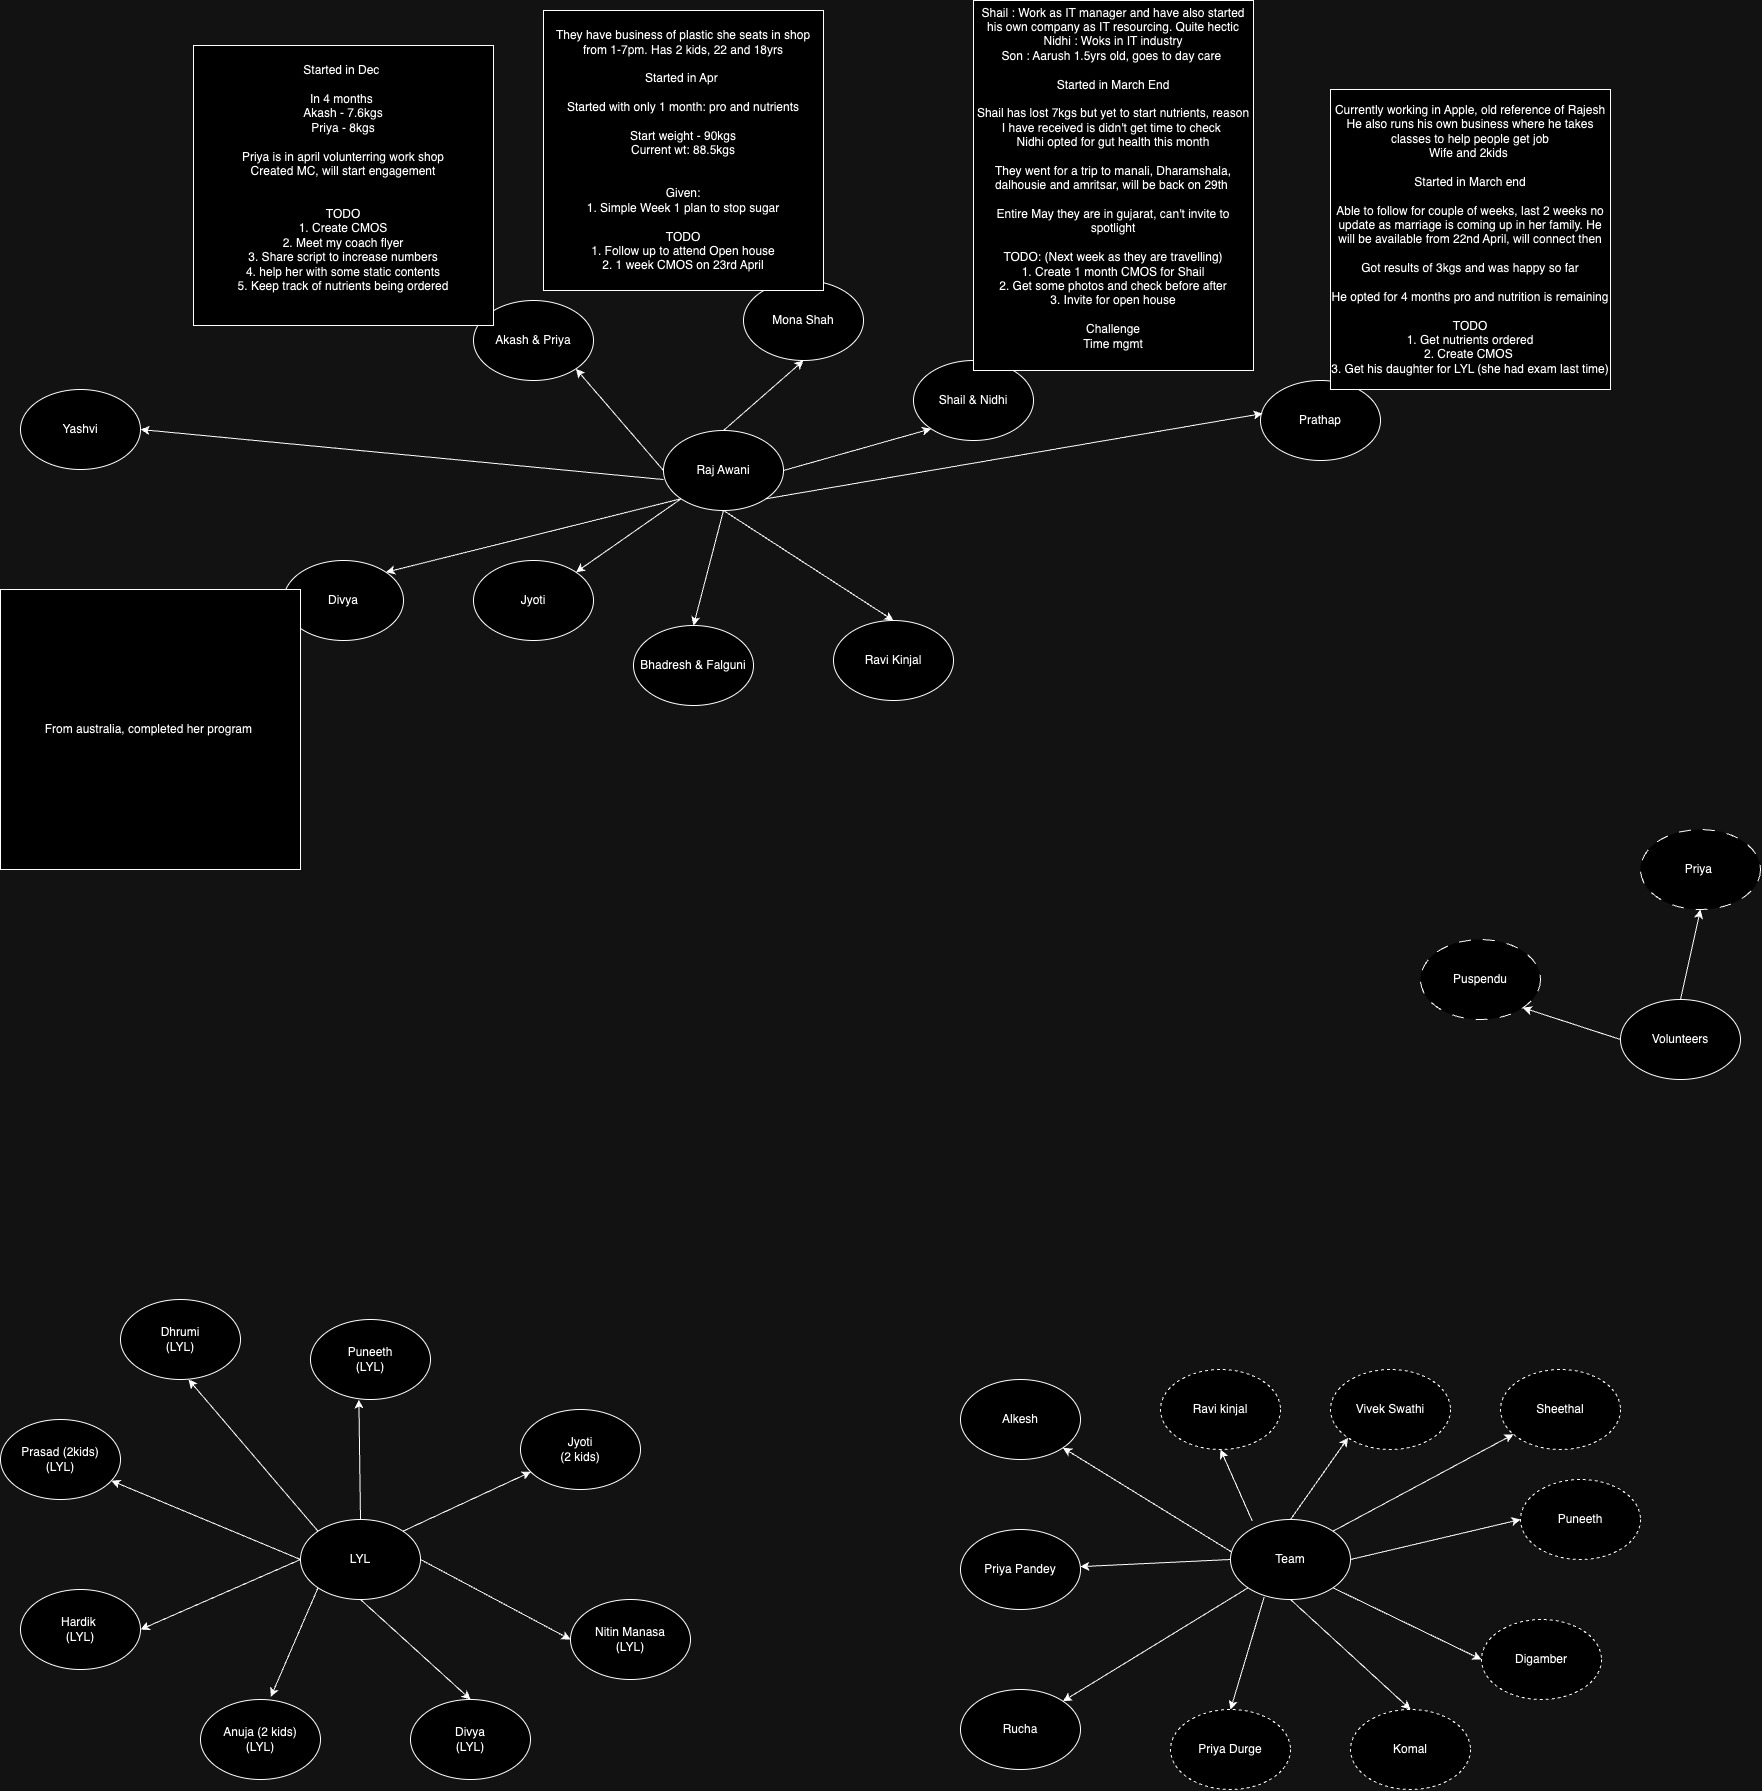 Started in Dec
In 4 months
Akash - 7.6kgs
Priya - 8kgs
Priya is in april volunterring work shop
Created MC, will start engagement
TODO
1. Create CMOS
2. Meet my coach flyer
3. Share script to increase numbers
4. help her with some static contents
5. Keep track of nutrients being ordered
They have business of plastic she seats in shop
from 1-7pm. Has 2 kids, 22 and 18yrs
Started in Apr
Started with only 1 month: pro and nutrients
Start weight - 90kgs
Current wt: 88.5kgs
Given:
1. Simple Week 1 plan to stop sugar
TODO
1. Follow up to attend Open house
2. 1 week CMOS on 23rd April
Shail : Work as IT manager and have also started
his own company as IT resourcing. Quite hectic
Nidhi : Woks in IT industry
Son : Aarush 1.5yrs old, goes to day care
Started in March End
Shail has lost 7kgs but yet to start nutrients, reason
I have received is didn't get time to check
Nidhi opted for gut health this month
They went for a trip to manali, Dharamshala,
dalhousie and amritsar, will be back on 29th
Entire May they are in gujarat, can't invite to
spotlight
TODO: (Next week as they are travelling)
1. Create 1 month CMOS for Shail
2. Get some photos and check before after
3. Invite for open house
Challenge
Time mgmt
Currently working in Apple, old reference of Rajesh
He also runs his own business where he takes
classes to help people get job
Wife and 2kids
Started in March end
Able to follow for couple of weeks, last 2 weeks no
update as marriage is coming up in her family. He
will be available from 22nd April, will connect then
Got results of 3kgs and was happy so far
He opted for 4 months pro and nutrition is remaining
TODO
1. Get nutrients ordered
2. Create CMOS
3. Get his daughter for LYL (she had exam last time)
Akash & Priya
Mona Shah
Shail & Nidhi
Prathap
Yashvi
Raj Awani
Divya
Jyoti
Bhadresh & Falguni
Ravi Kinjal
From australia, completed her program
Priya
Puspendu
Volunteers
Dhrumi
(LYL)
Puneeth
(LYL)
Prasad (2kids)
(LYL)
Jyoti
(2 kids)
LYL
Hardik
(LYL)
Nitin Manasa
(LYL)
Anuja (2 kids)
(LYL)
Divya
(LYL)
Alkesh
Ravi kinjal
Vivek Swathi
Sheethal
Puneeth
Team
Priya Pandey
Digamber
Rucha
Priya Durge
Komal